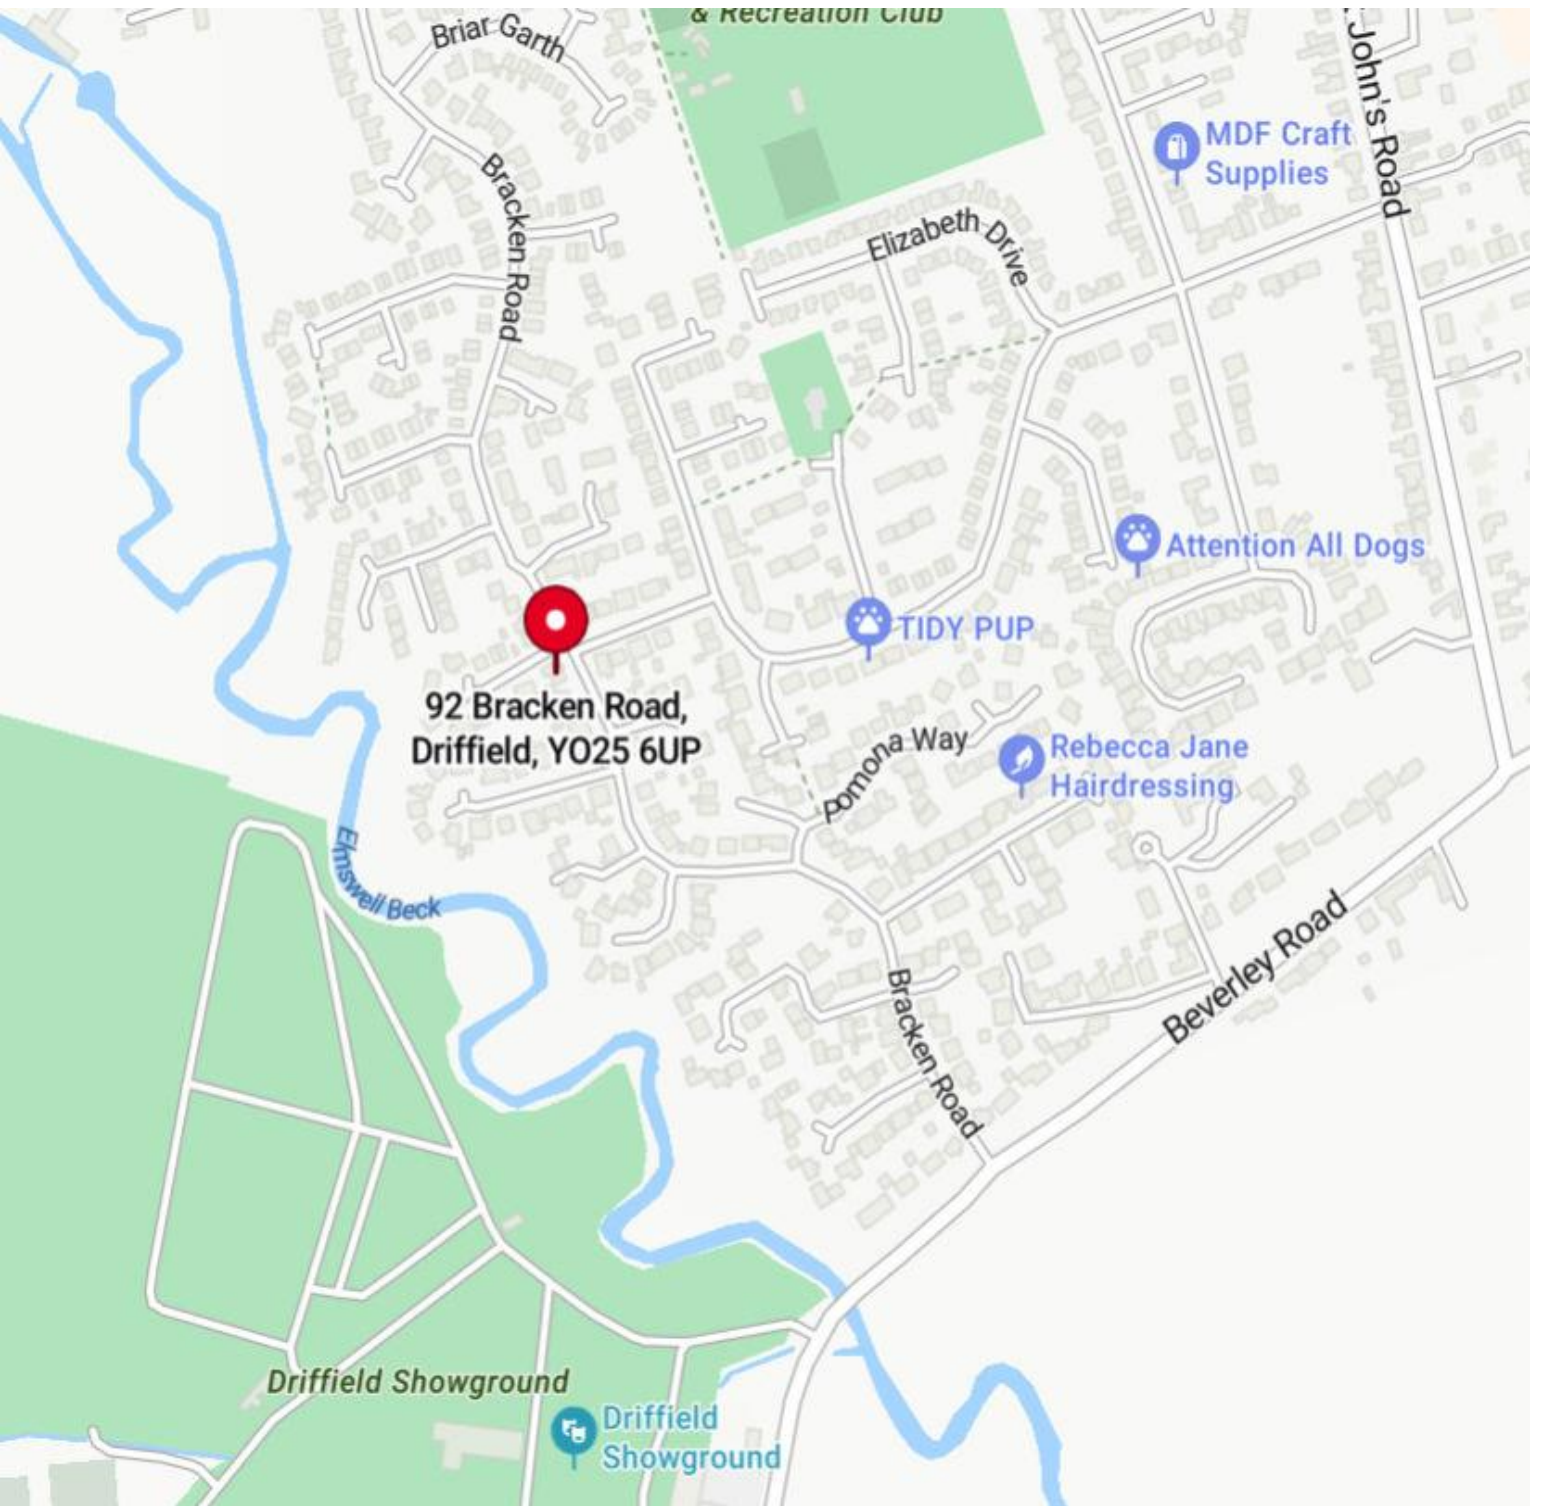 & Recreation Club
Briar Garth
John's Road
MDF Craft
Supplies
Bracken Road
Elizabeth Drive
Attention All Dogs
TIDY PUP
92 Bracken Road,
Driffield, YO25 6UP
Pomona Way
Rebecca Jane
Hairdressing
Elmswell Beck
Beverley Road
Bracken Road
Driffield Showground
Driffield
Showground